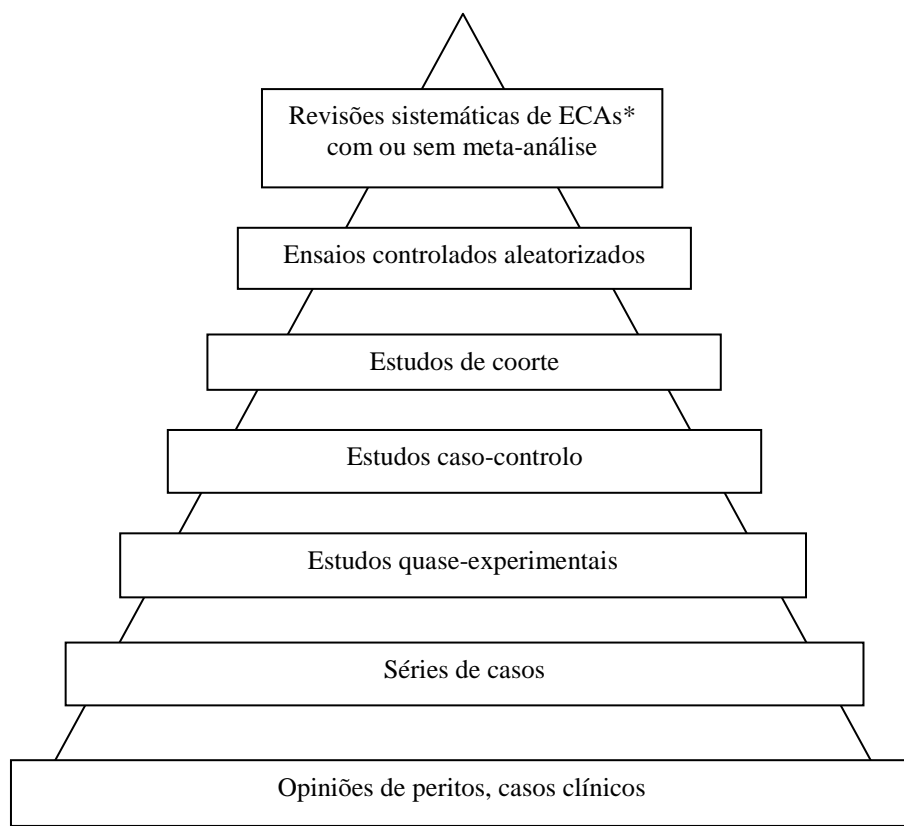 Revisões sistemáticas de ECAs*
com ou sem meta-análise
Ensaios controlados aleatorizados
Estudos de coorte
Estudos caso-controlo
Estudos quase-experimentais
Séries de casos
Opiniões de peritos, casos clínicos